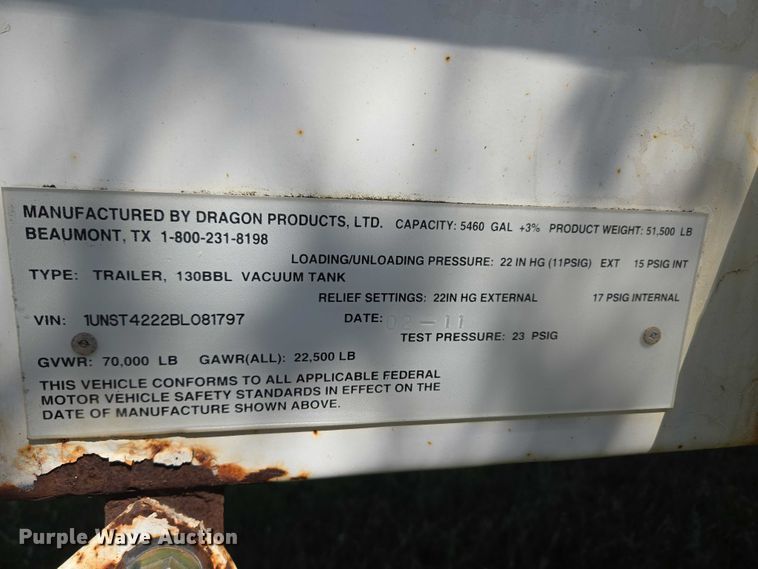 MANUFACTURED BY DRAGON PRODUCTS, LTD. CAPACITY: 5460 GAL +3% PRODUCT WEIGHT: 51,500 LB
BEAUMONT, TX 1-800-231-8198
LOADING/UNLOADING PRESSURE: 22 IN HG (11PSIG) EXT 15 PSIG INT
TYPE: TRAILER, 130BBL VACUUM TANK
RELIEF SETTINGS: 22IN HG EXTERNAL 17 PSIG INTERNAL
VIN: 1UNST4222BL081797 DATE: 02-11
TEST PRESSURE: 23 PSIG
GVWR: 70,000 LB GAWR(ALL): 22,500 LB
THIS VEHICLE CONFORMS TO ALL APPLICABLE FEDERAL
MOTOR VEHICLE SAFETY STANDARDS IN EFFECT ON THE
DATE OF MANUFACTURE SHOWN ABOVE.
Purple Wave Auction